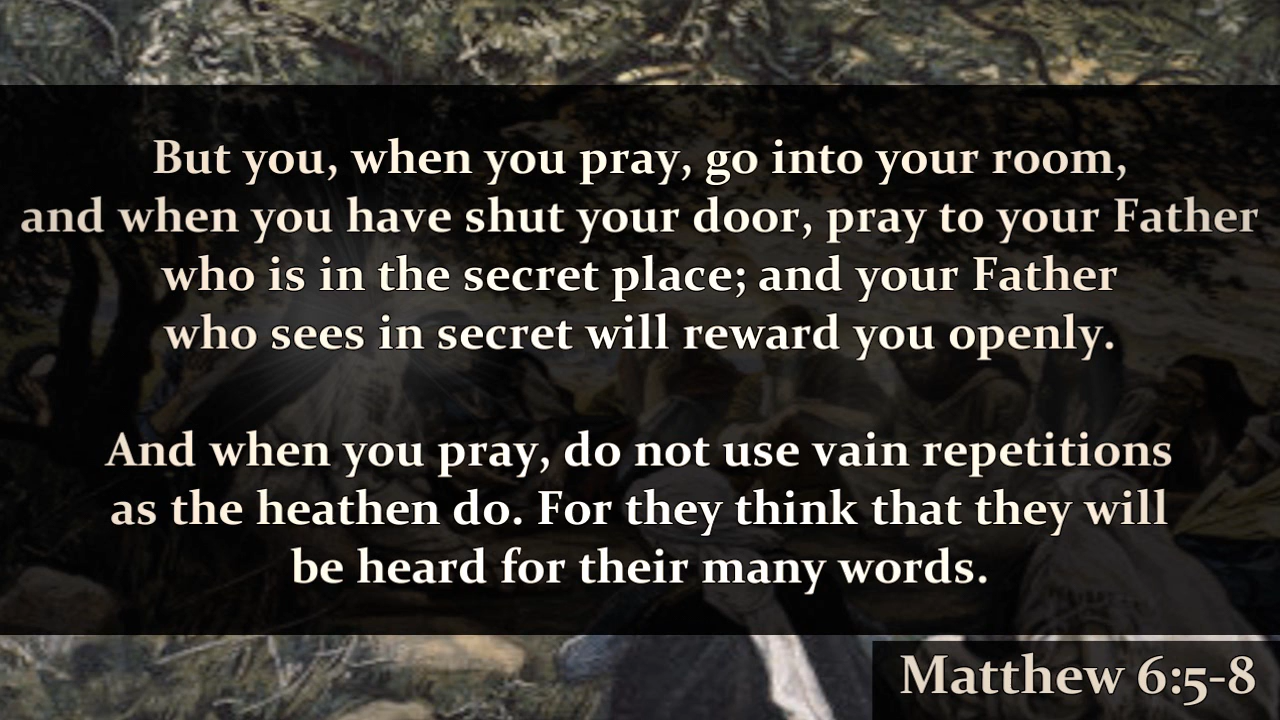 But you, when you pray, go into your room,
and when you have shut your door, pray to your Father
who is in the secret place; and your Father
who sees in secret will reward you openly.
And when you pray, do not use vain repetitions
as the heathen do. For they think that they will
be heard for their many words.
Matthew 6:5-8